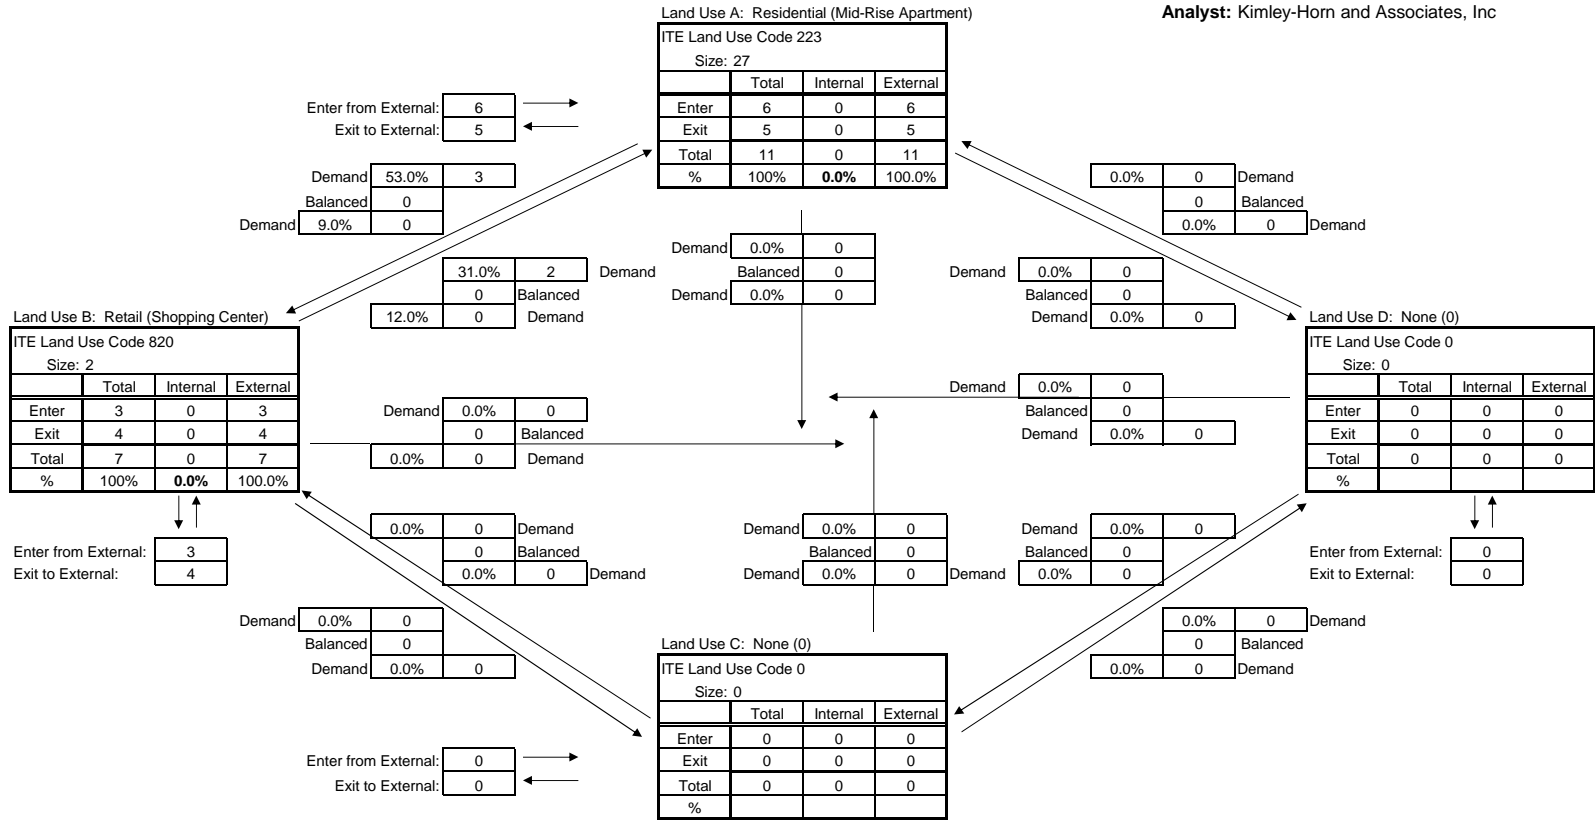 Land Use A: Residential (Mid-Rise Apartment)
Analyst: Kimley-Horn and Associates, Inc
ITE Land Use Code 223
Size: 27
Total Internal External
Enter 6 0 6
Exit 5 0 5
Total 11 0 11
% 100% 0.0% 100.0%
Enter from External: 6
Exit to External: 5
Demand 53.0% 3
Balanced 0
Demand 9.0% 0
0.0% 0 Demand
0 Balanced
0.0% 0 Demand
31.0% 2 Demand
0 Balanced
12.0% 0 Demand
Demand 0.0% 0
Balanced 0
Demand 0.0% 0
Demand 0.0% 0
Balanced 0
Demand 0.0% 0
Land Use B: Retail (Shopping Center)
ITE Land Use Code 820
Size: 2
Total Internal External
Enter 3 0 3
Exit 4 0 4
Total 7 0 7
% 100% 0.0% 100.0%
Enter from External: 3
Exit to External: 4
Demand 0.0% 0
0 Balanced
0.0% 0 Demand
Demand 0.0% 0
Balanced 0
Demand 0.0% 0
Land Use D: None (0)
ITE Land Use Code 0
Size: 0
Total Internal External
Enter 0 0 0
Exit 0 0 0
Total 0 0 0
%
Enter from External: 0
Exit to External: 0
0.0% 0 Demand
0 Balanced
0.0% 0 Demand
Demand 0.0% 0
Balanced 0
Demand 0.0% 0 Demand
Demand 0.0% 0
Balanced 0
0.0% 0
Demand 0.0% 0
Balanced 0
Demand 0.0% 0
0.0% 0 Demand
0 Balanced
0.0% 0 Demand
Land Use C: None (0)
ITE Land Use Code 0
Size: 0
Total Internal External
Enter 0 0 0
Exit 0 0 0
Total 0 0 0
%
Enter from External: 0
Exit to External: 0